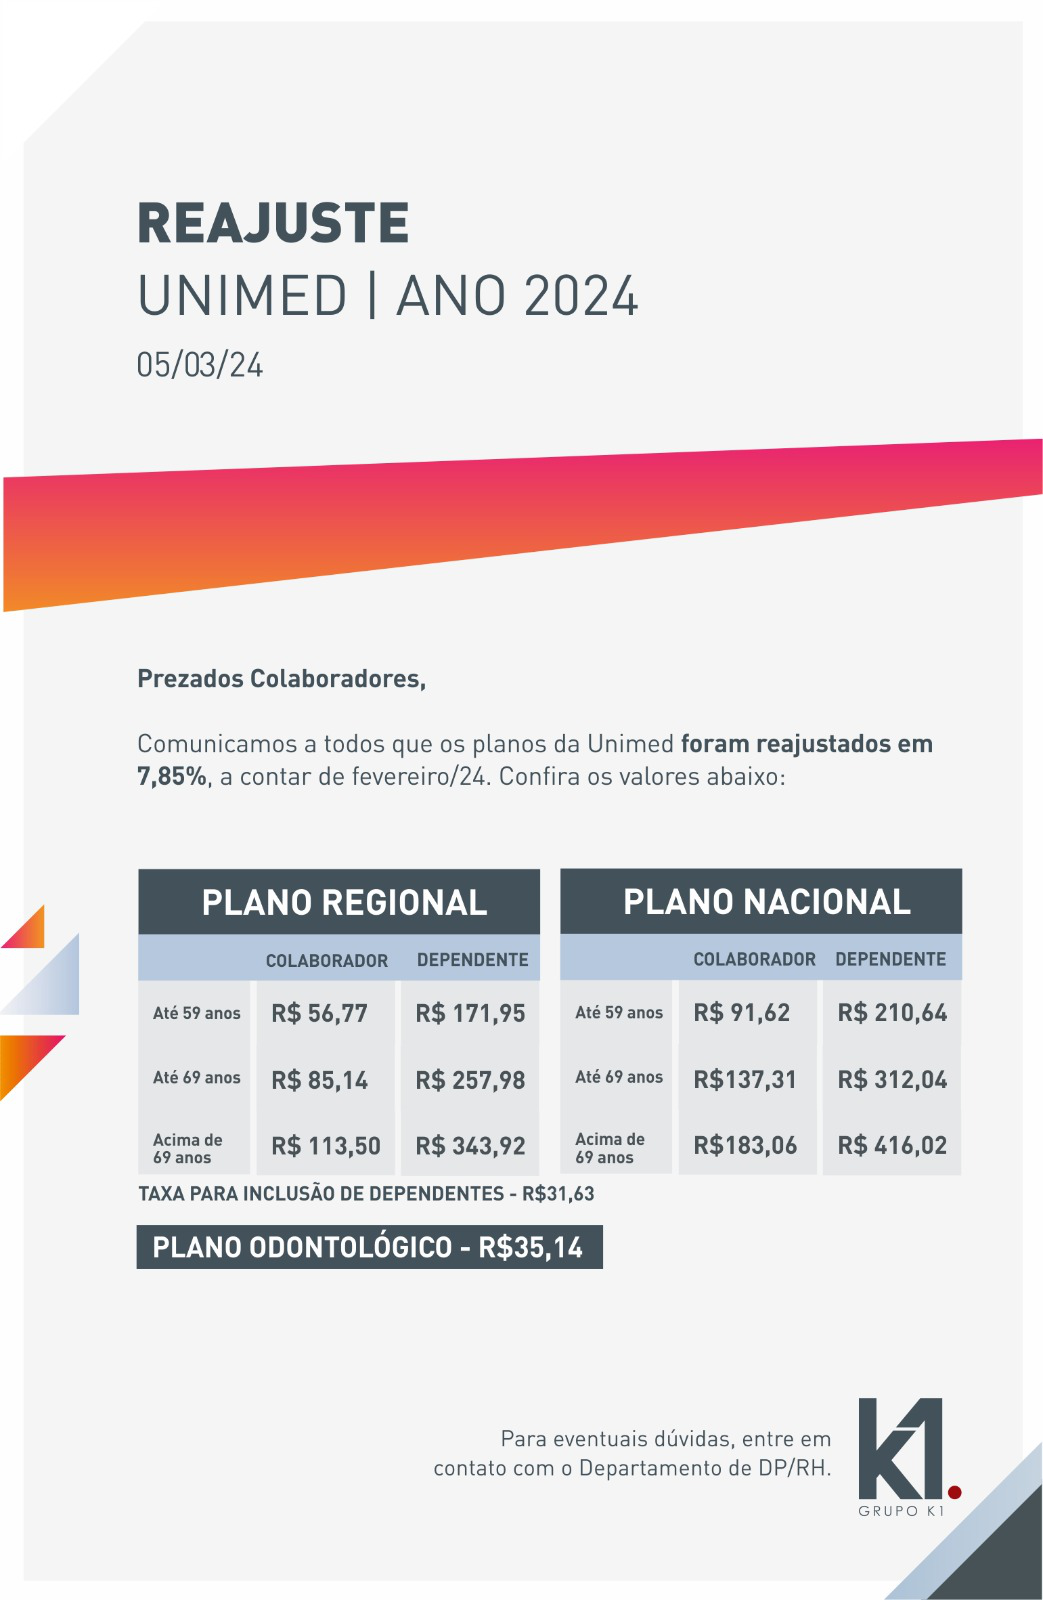 REAJUSTE
UNIMED | ANO 2024
05/03/24
Prezados Colaboradores,
Comunicamos a todos que os planos da Unimed foram reajustados em
7,85%, a contar de fevereiro/24. Confira os valores abaixo:
PLANO REGIONAL
COLABORADOR DEPENDENTE
Até 59 anos R$ 56,77 R$ 171,95
Até 69 anos R$ 85,14 R$ 257,98
Acima de
69 anos R$ 113,50 R$ 343,92
PLANO NACIONAL
COLABORADOR DEPENDENTE
Até 59 anos R$ 91,62 R$ 210,64
Até 69 anos R$137,31 R$ 312,04
Acima de
69 anos R$183,06 R$ 416,02
TAXA PARA INCLUSÃO DE DEPENDENTES - R$31,63
PLANO ODONTOLÓGICO - R$35,14
Para eventuais dúvidas, entre em
contato com o Departamento de DP/RH.
K1.
GRUPO K1